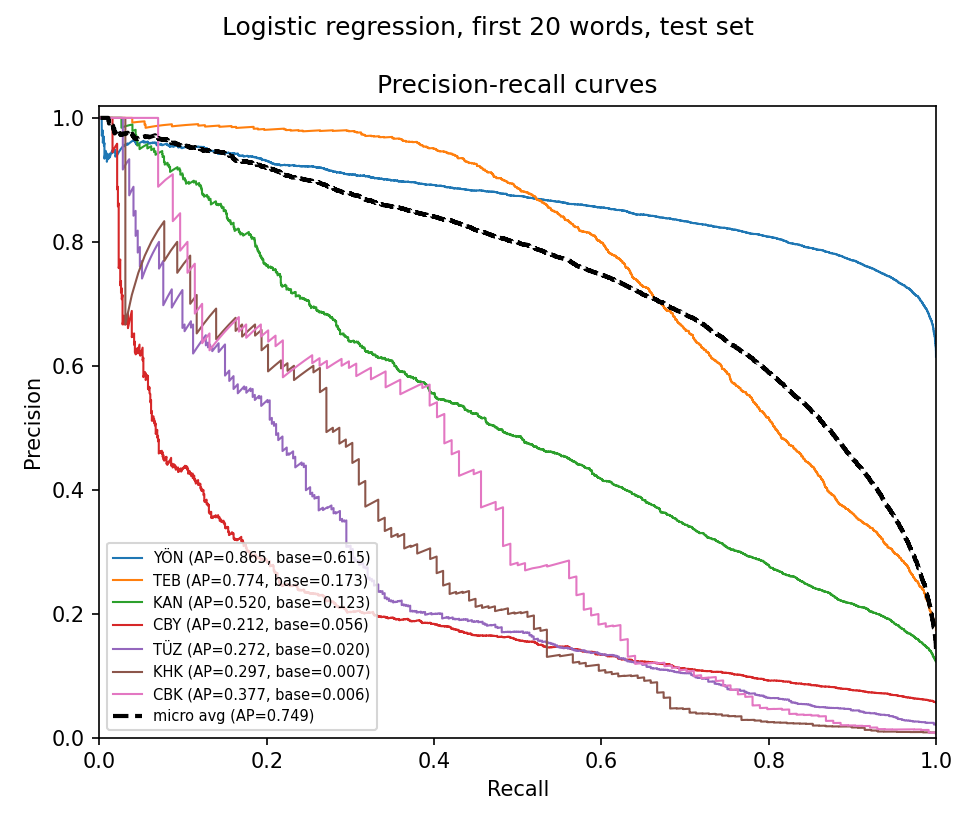 Logistic regression, first 20 words, test set
Precision-recall curves
1.0
0.8
0.6
0.4
0.2
0.0
Precision
YÖN (AP=0.865, base=0.615)
TEB (AP=0.774, base=0.173)
KAN (AP=0.520, base=0.123)
CBY (AP=0.212, base=0.056)
TÜZ (AP=0.272, base=0.020)
KHK (AP=0.297, base=0.007)
CBK (AP=0.377, base=0.006)
micro avg (AP=0.749)
0.0 0.2 0.4 0.6 0.8 1.0
Recall